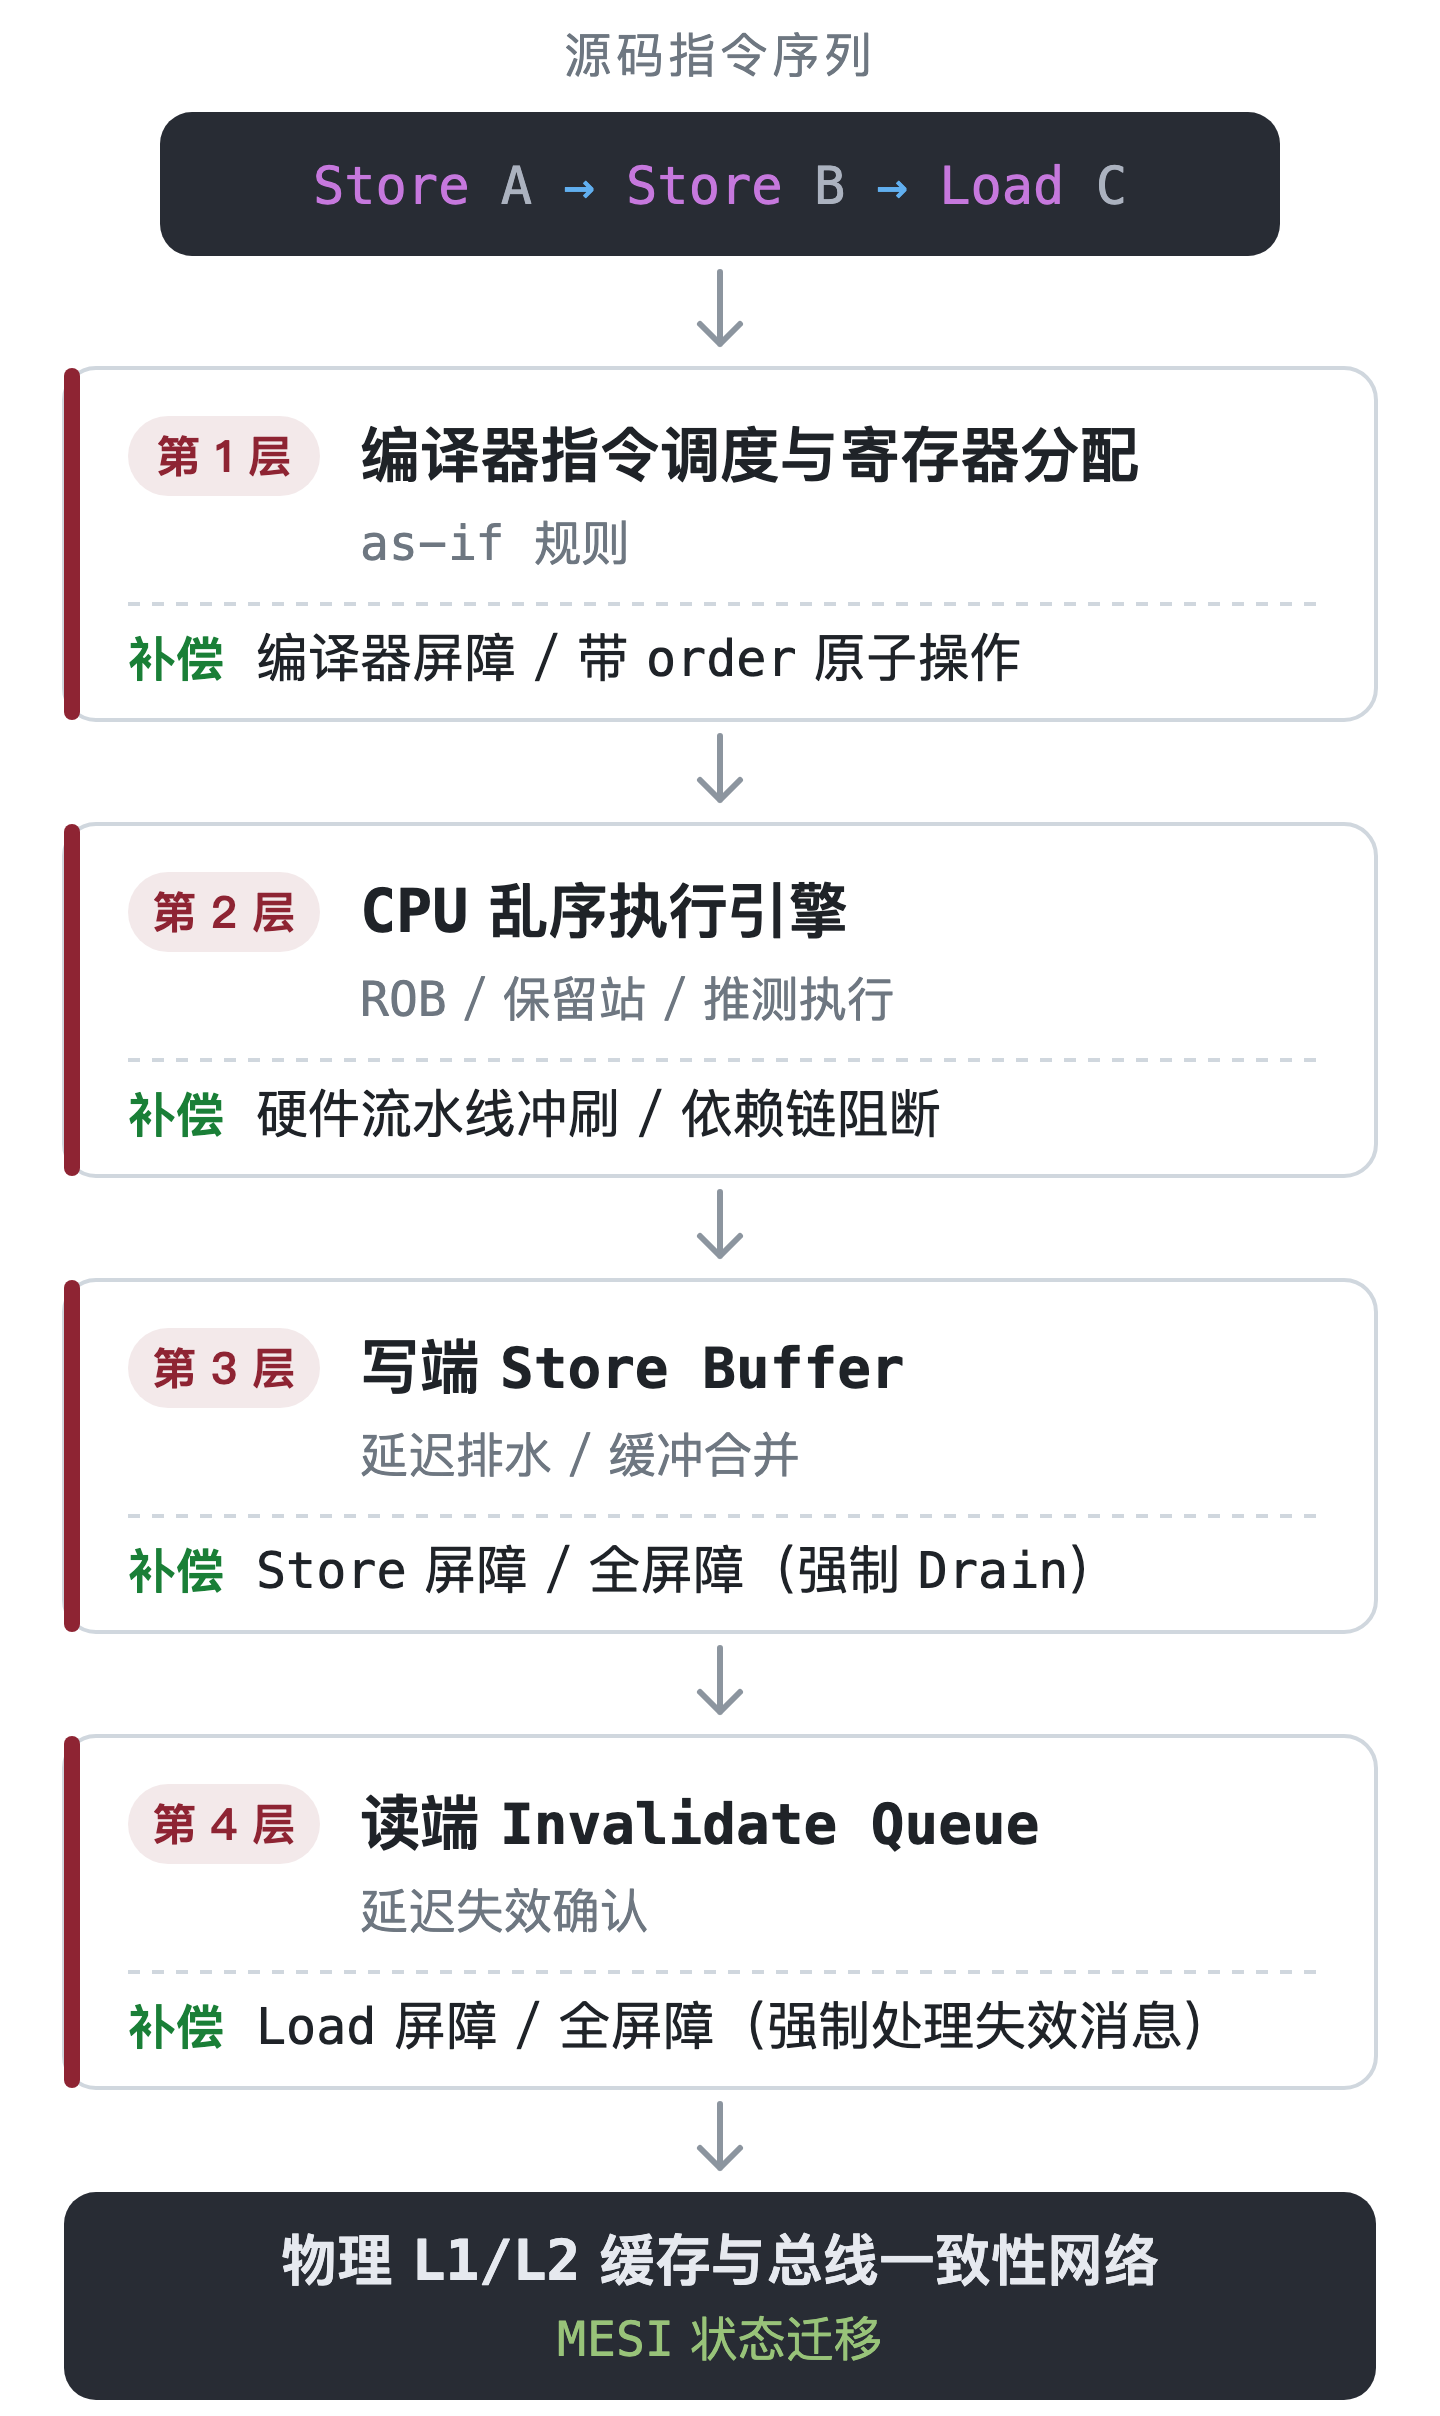 源码指令序列
Store A → Store B → Load C
第 1 层 编译器指令调度与寄存器分配
as-if 规则
补偿 编译器屏障 / 带 order 原子操作
第 2 层 CPU 乱序执行引擎
ROB / 保留站 / 推测执行
补偿 硬件流水线冲刷 / 依赖链阻断
第 3 层 写端 Store Buffer
延迟排水 / 缓冲合并
补偿 Store 屏障 / 全屏障（强制 Drain）
第 4 层 读端 Invalidate Queue
延迟失效确认
补偿 Load 屏障 / 全屏障（强制处理失效消息）
物理 L1/L2 缓存与总线一致性网络
MESI 状态迁移